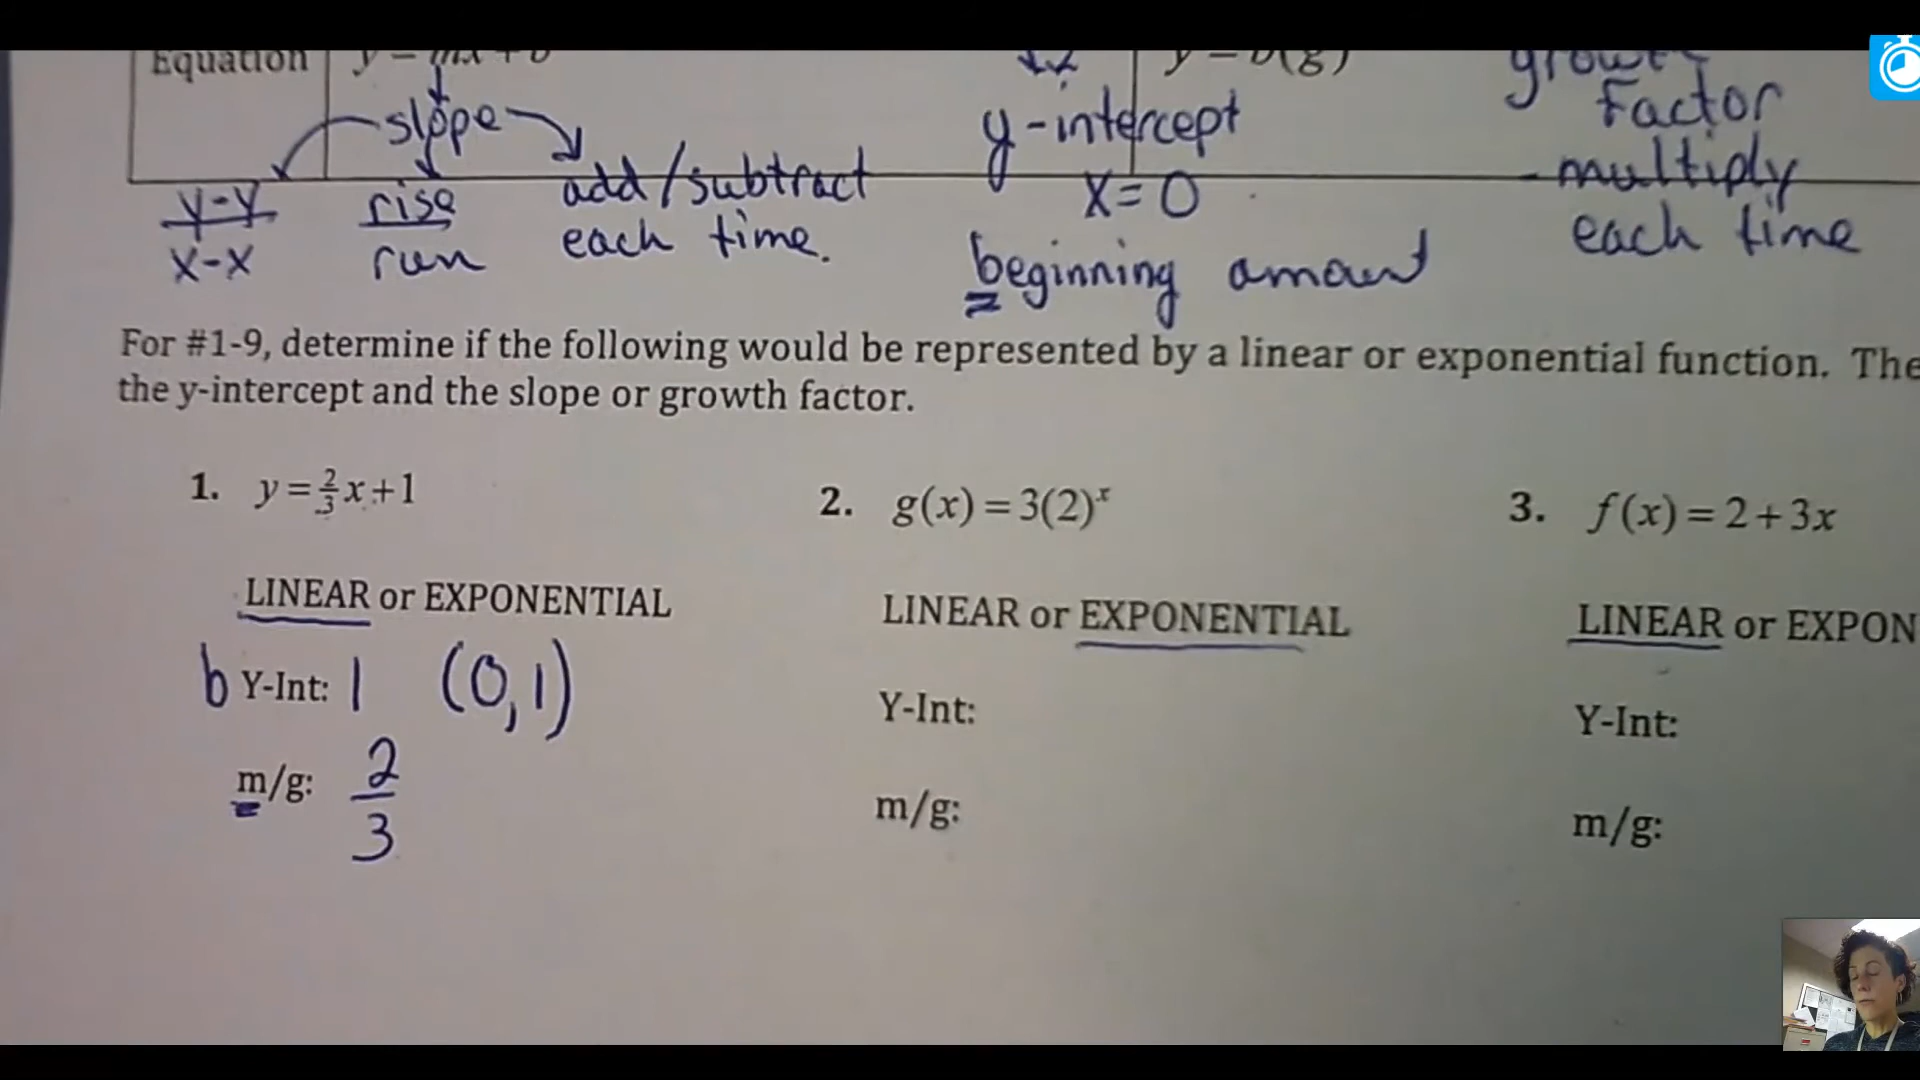 Equation y = mx + b y = b(g) growth
slope y-intercept Factor
y-y rise add/subtract x=0 multiply
x-x run each time. beginning amount each time
For #1-9, determine if the following would be represented by a linear or exponential function. The
the y-intercept and the slope or growth factor.
1. y = 2/3 x + 1 2. g(x) = 3(2)^x 3. f(x) = 2 + 3x
LINEAR or EXPONENTIAL LINEAR or EXPONENTIAL LINEAR or EXPON
b Y-Int: 1 (0,1) Y-Int: Y-Int:
m/g: 2/3 m/g: m/g: